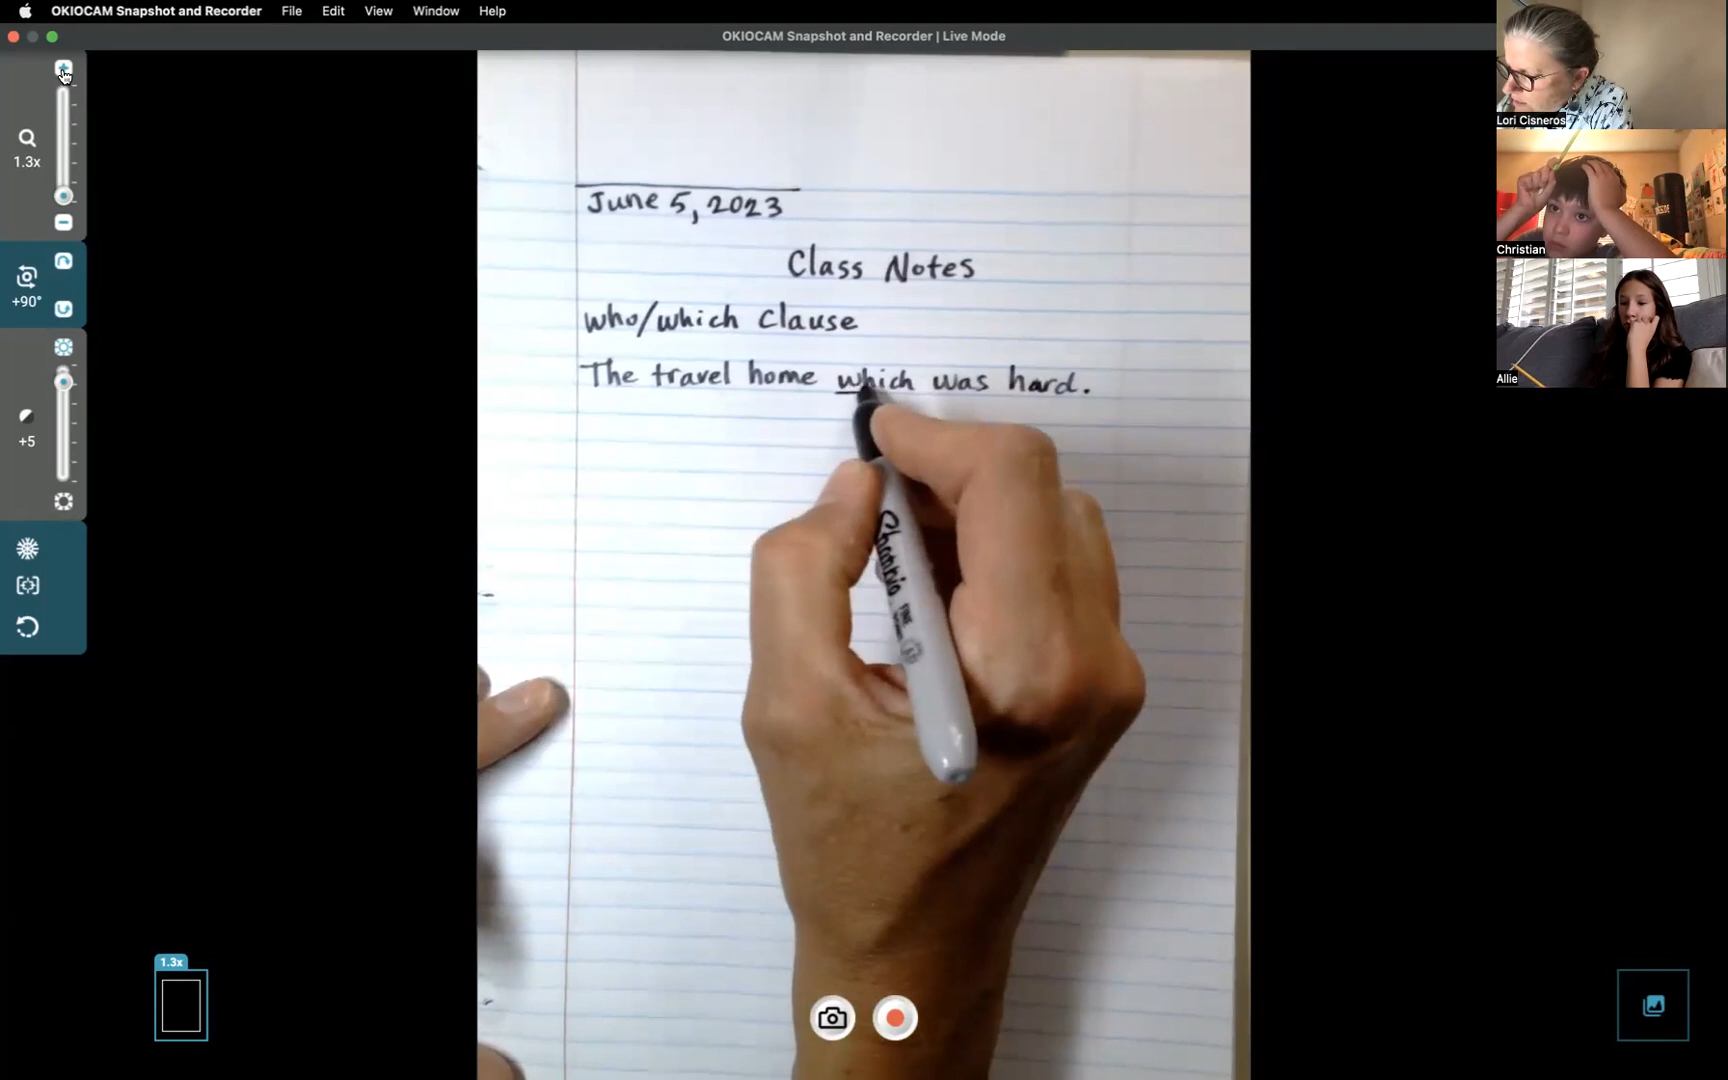 OKIOCAM Snapshot and Recorder File Edit View Window Help
OKIOCAM Snapshot and Recorder | Live Mode
1.3x
+90°
+5
June 5, 2023
Class Notes
who/which Clause
The travel home which was hard.
Sharpie
FINE
1.3x
Lori Cisneros
Christian
Allie